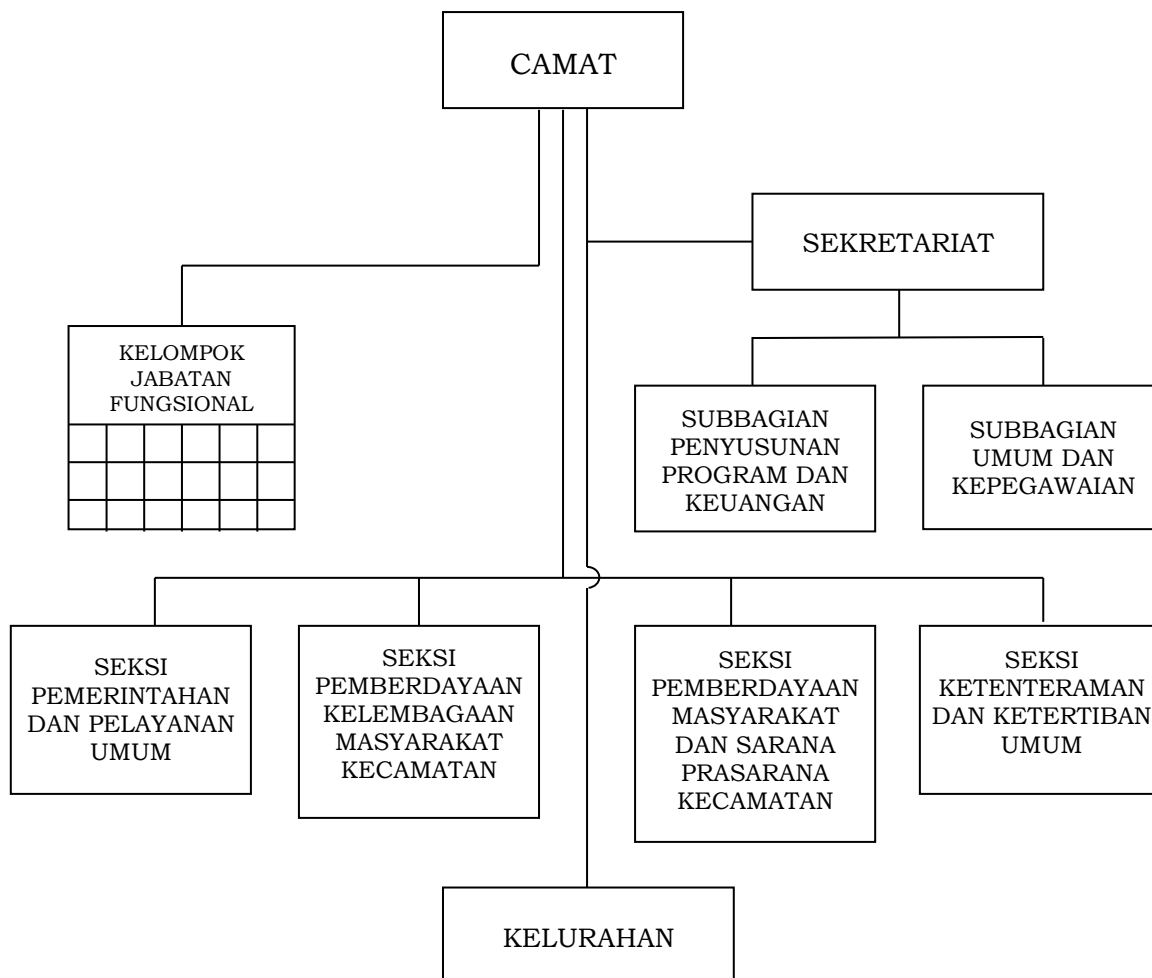 CAMAT
SEKRETARIAT
KELOMPOK
JABATAN
FUNGSIONAL
SUBBAGIAN
PENYUSUNAN
PROGRAM DAN
KEUANGAN
SUBBAGIAN
UMUM DAN
KEPEGAWAIAN
SEKSI
PEMERINTAHAN
DAN PELAYANAN
UMUM
SEKSI
PEMBERDAYAAN
KELEMBAGAAN
MASYARAKAT
KECAMATAN
SEKSI
PEMBERDAYAAN
MASYARAKAT
DAN SARANA
PRASARANA
KECAMATAN
SEKSI
KETENTERAMAN
DAN KETERTIBAN
UMUM
KELURAHAN